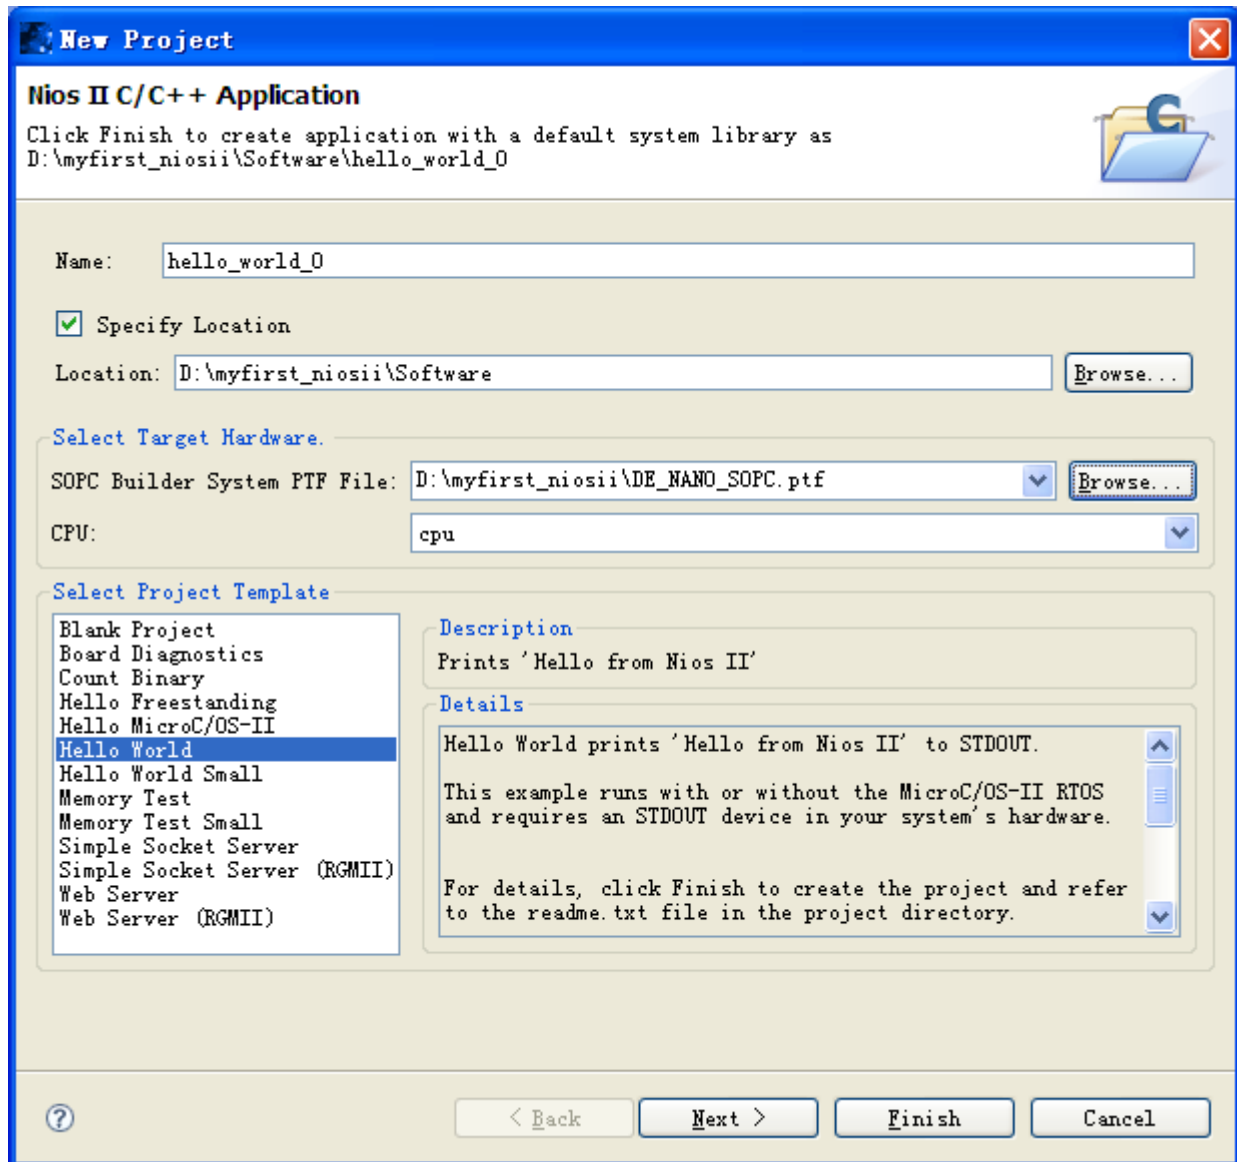 New Project
Nios II C/C++ Application
Click Finish to create application with a default system library as
D:\myfirst_niosii\Software\hello_world_0
Name: hello_world_0
Specify Location
Location: D:\myfirst_niosii\Software Browse...
Select Target Hardware.
SOPC Builder System PTF File: D:\myfirst_niosii\DE_NANO_SOPC.ptf Browse...
CPU: cpu
Select Project Template
Blank Project
Board Diagnostics
Count Binary
Hello Freestanding
Hello MicroC/OS-II
Hello World
Hello World Small
Memory Test
Memory Test Small
Simple Socket Server
Simple Socket Server (RGMII)
Web Server
Web Server (RGMII)
Description
Prints 'Hello from Nios II'
Details
Hello World prints 'Hello from Nios II' to STDOUT.
This example runs with or without the MicroC/OS-II RTOS
and requires an STDOUT device in your system's hardware.
For details, click Finish to create the project and refer
to the readme.txt file in the project directory.
? < Back Next > Finish Cancel